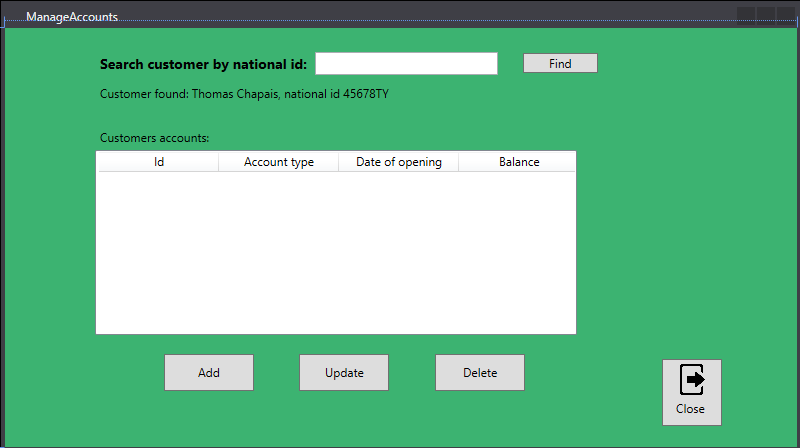 ManageAccounts
Search customer by national id:
Find
Customer found: Thomas Chapais, national id 45678TY
Customers accounts:
Id Account type Date of opening Balance
Add Update Delete
Close